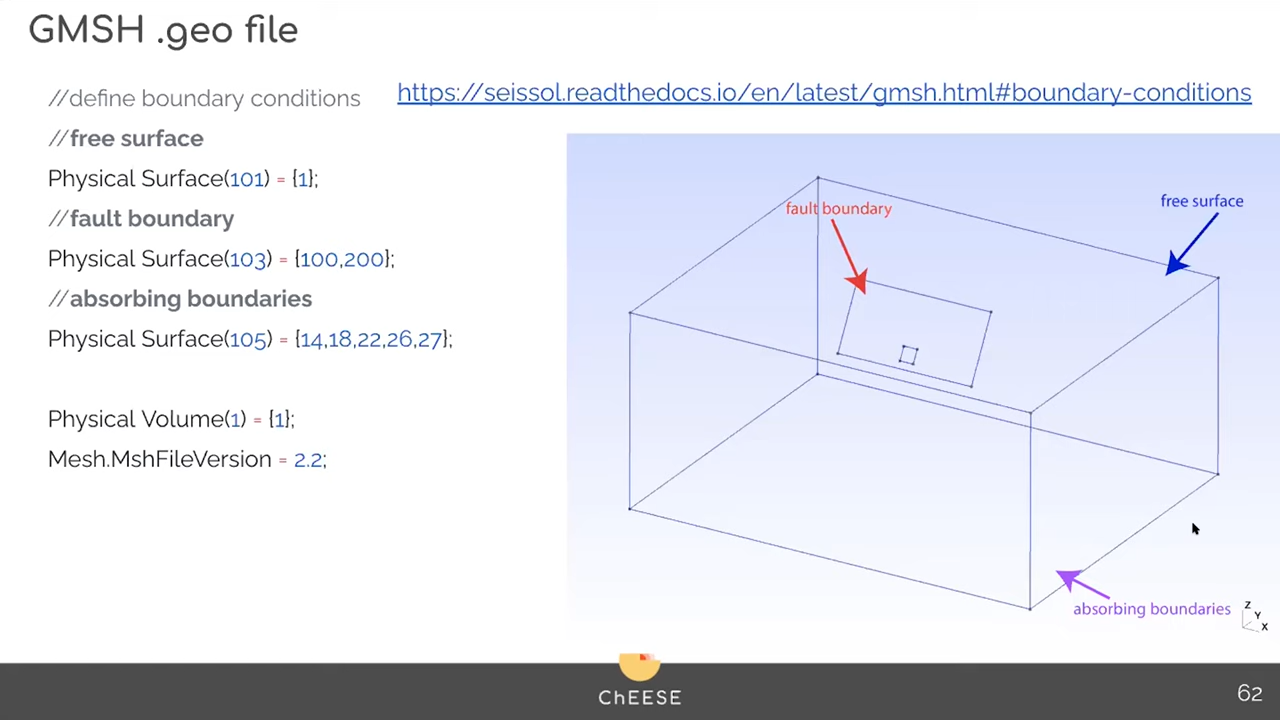 GMSH .geo file
//define boundary conditions
https://seissol.readthedocs.io/en/latest/gmsh.html#boundary-conditions
//free surface
Physical Surface(101) = {1};
//fault boundary
Physical Surface(103) = {100,200};
//absorbing boundaries
Physical Surface(105) = {14,18,22,26,27};
Physical Volume(1) = {1};
Mesh.MshFileVersion = 2.2;
fault boundary
free surface
absorbing boundaries
Z
Y
X
ChEESE
62